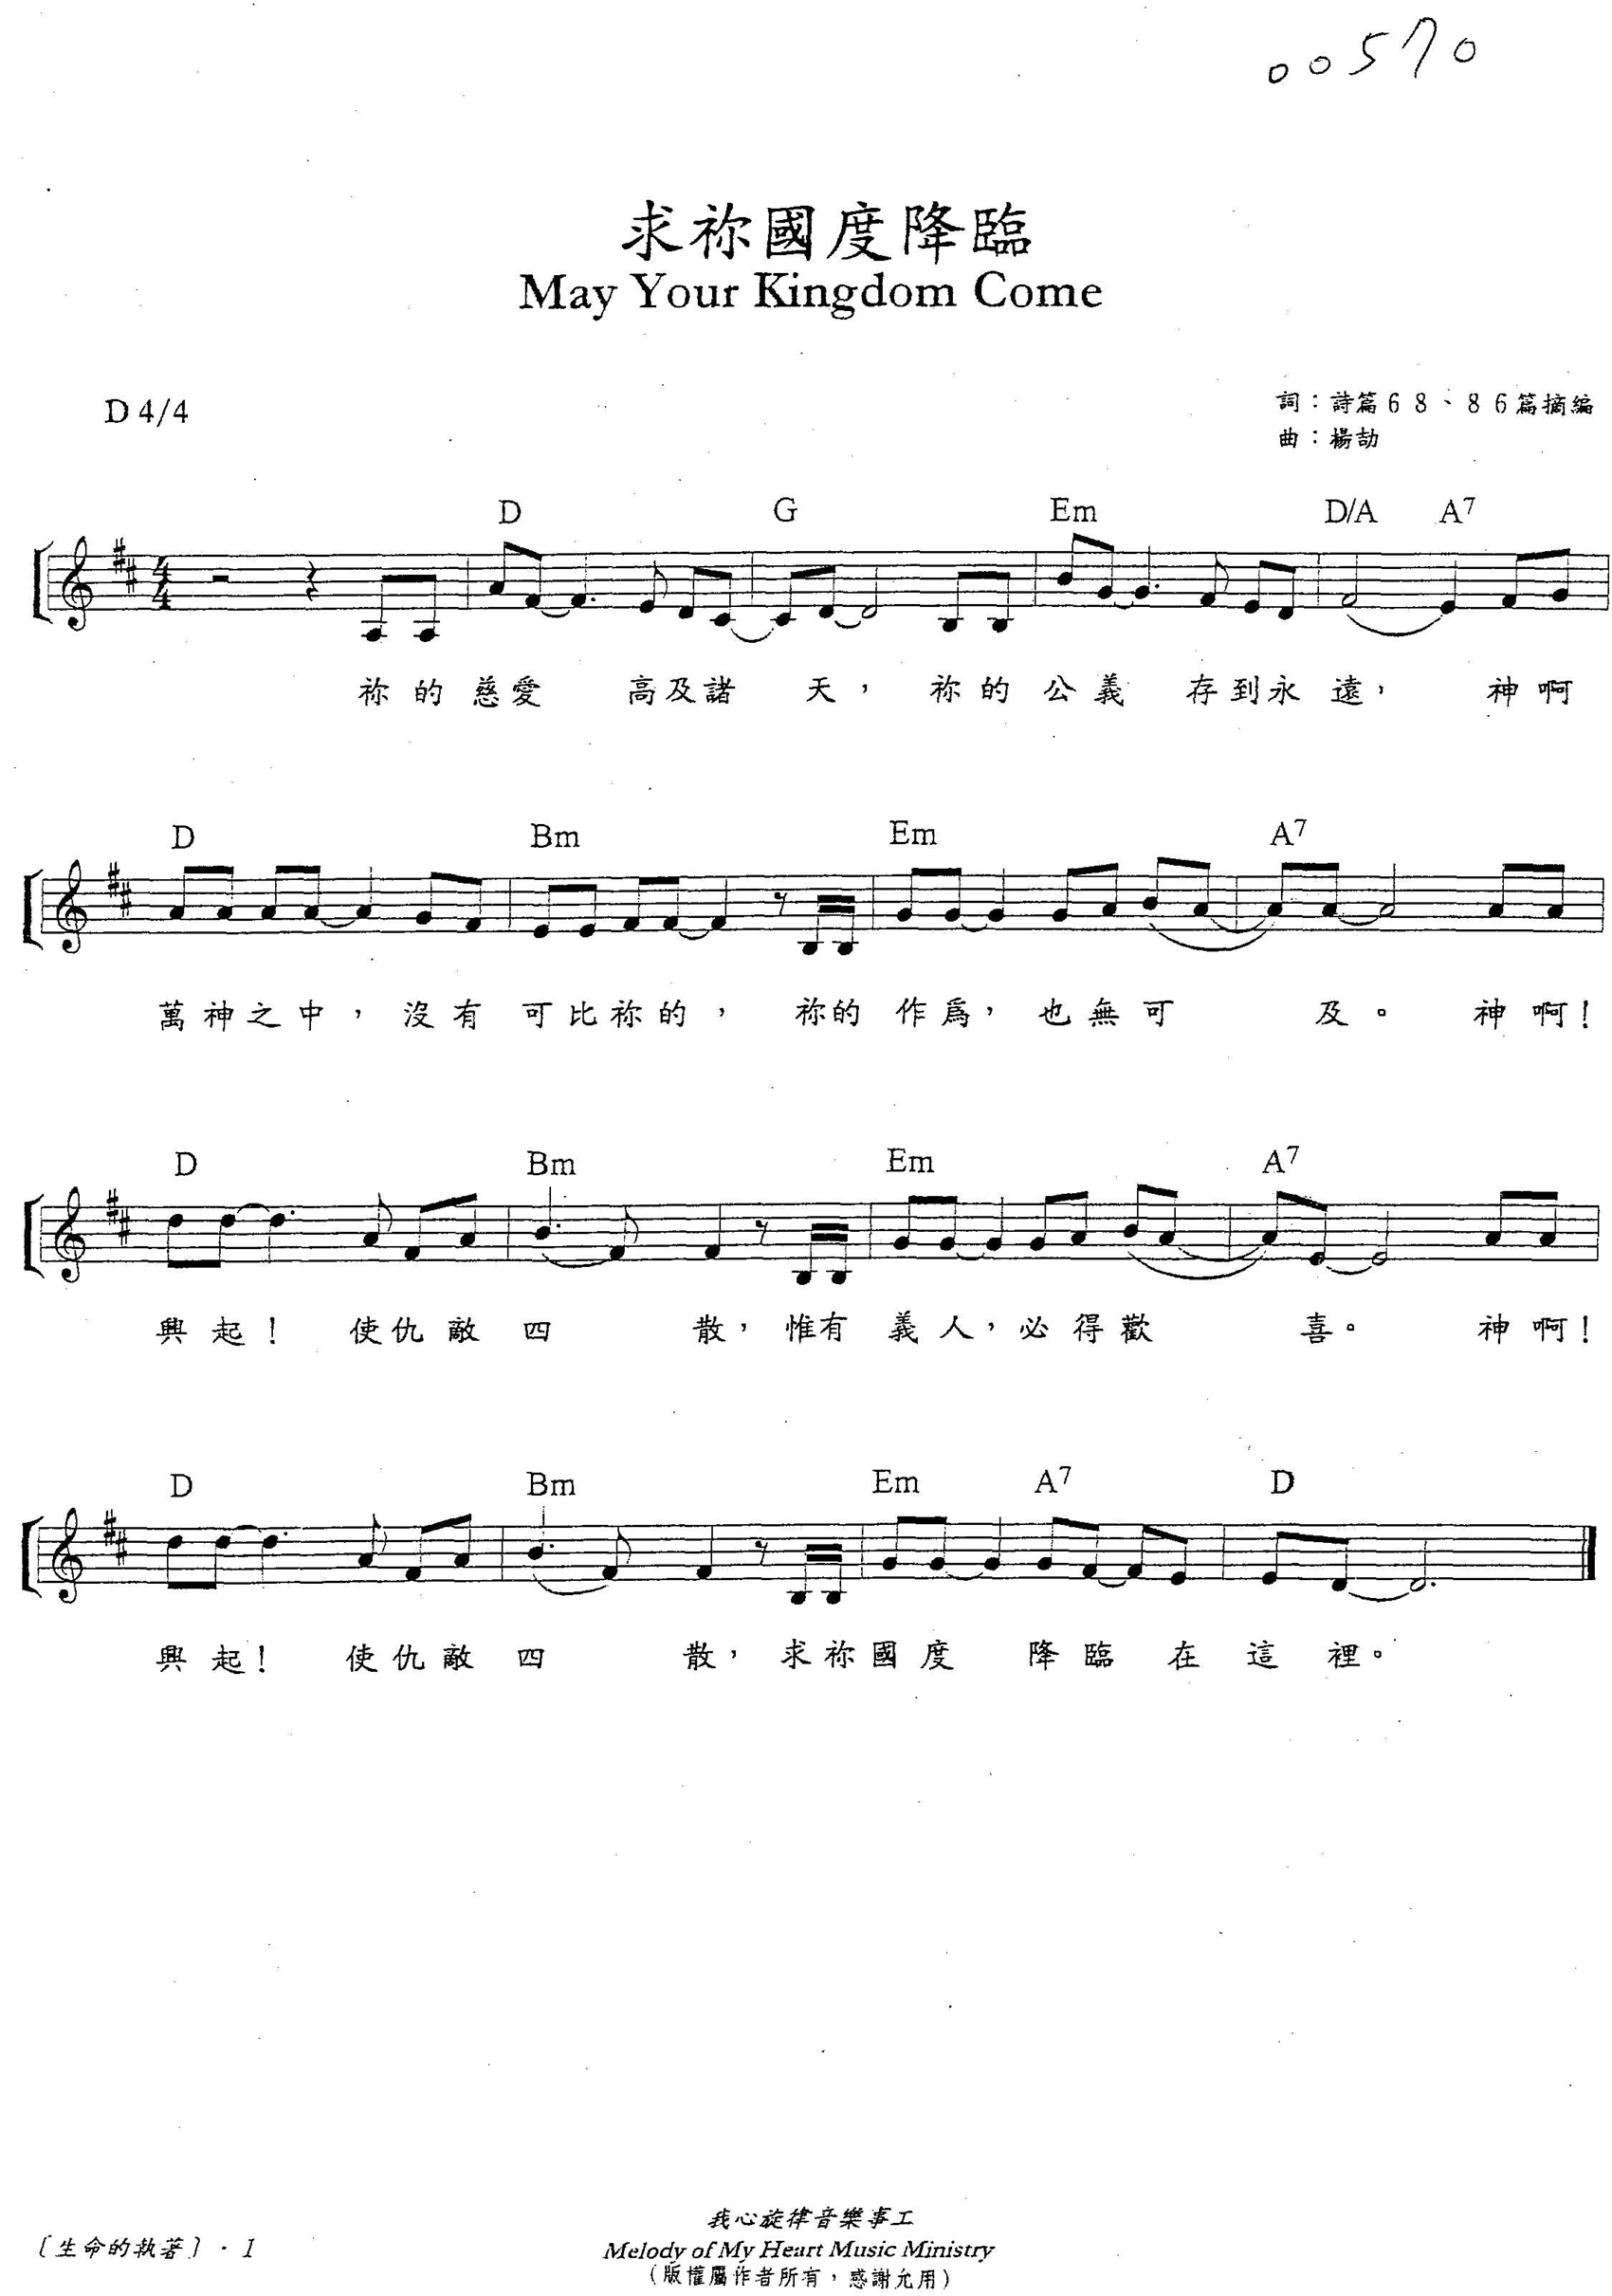 00570
求祢國度降臨
May Your Kingdom Come
D 4/4
詞：詩篇68、86篇摘編
曲：楊劼
D G Em D/A A7
祢的慈愛 高及諸 天， 祢的公義 存到永遠， 神啊
D Bm Em A7
萬神之中，沒有可比祢的， 祢的作爲，也無可 及。 神啊！
D Bm Em A7
興起！ 使仇敵四 散，惟有義人，必得歡 喜。 神啊！
D Bm Em A7 D
興起！ 使仇敵四 散，求祢國度 降臨在這裡。
我心旋律音樂事工
〔生命的執著〕·1
Melody of My Heart Music Ministry
（版權屬作者所有，感謝允用）